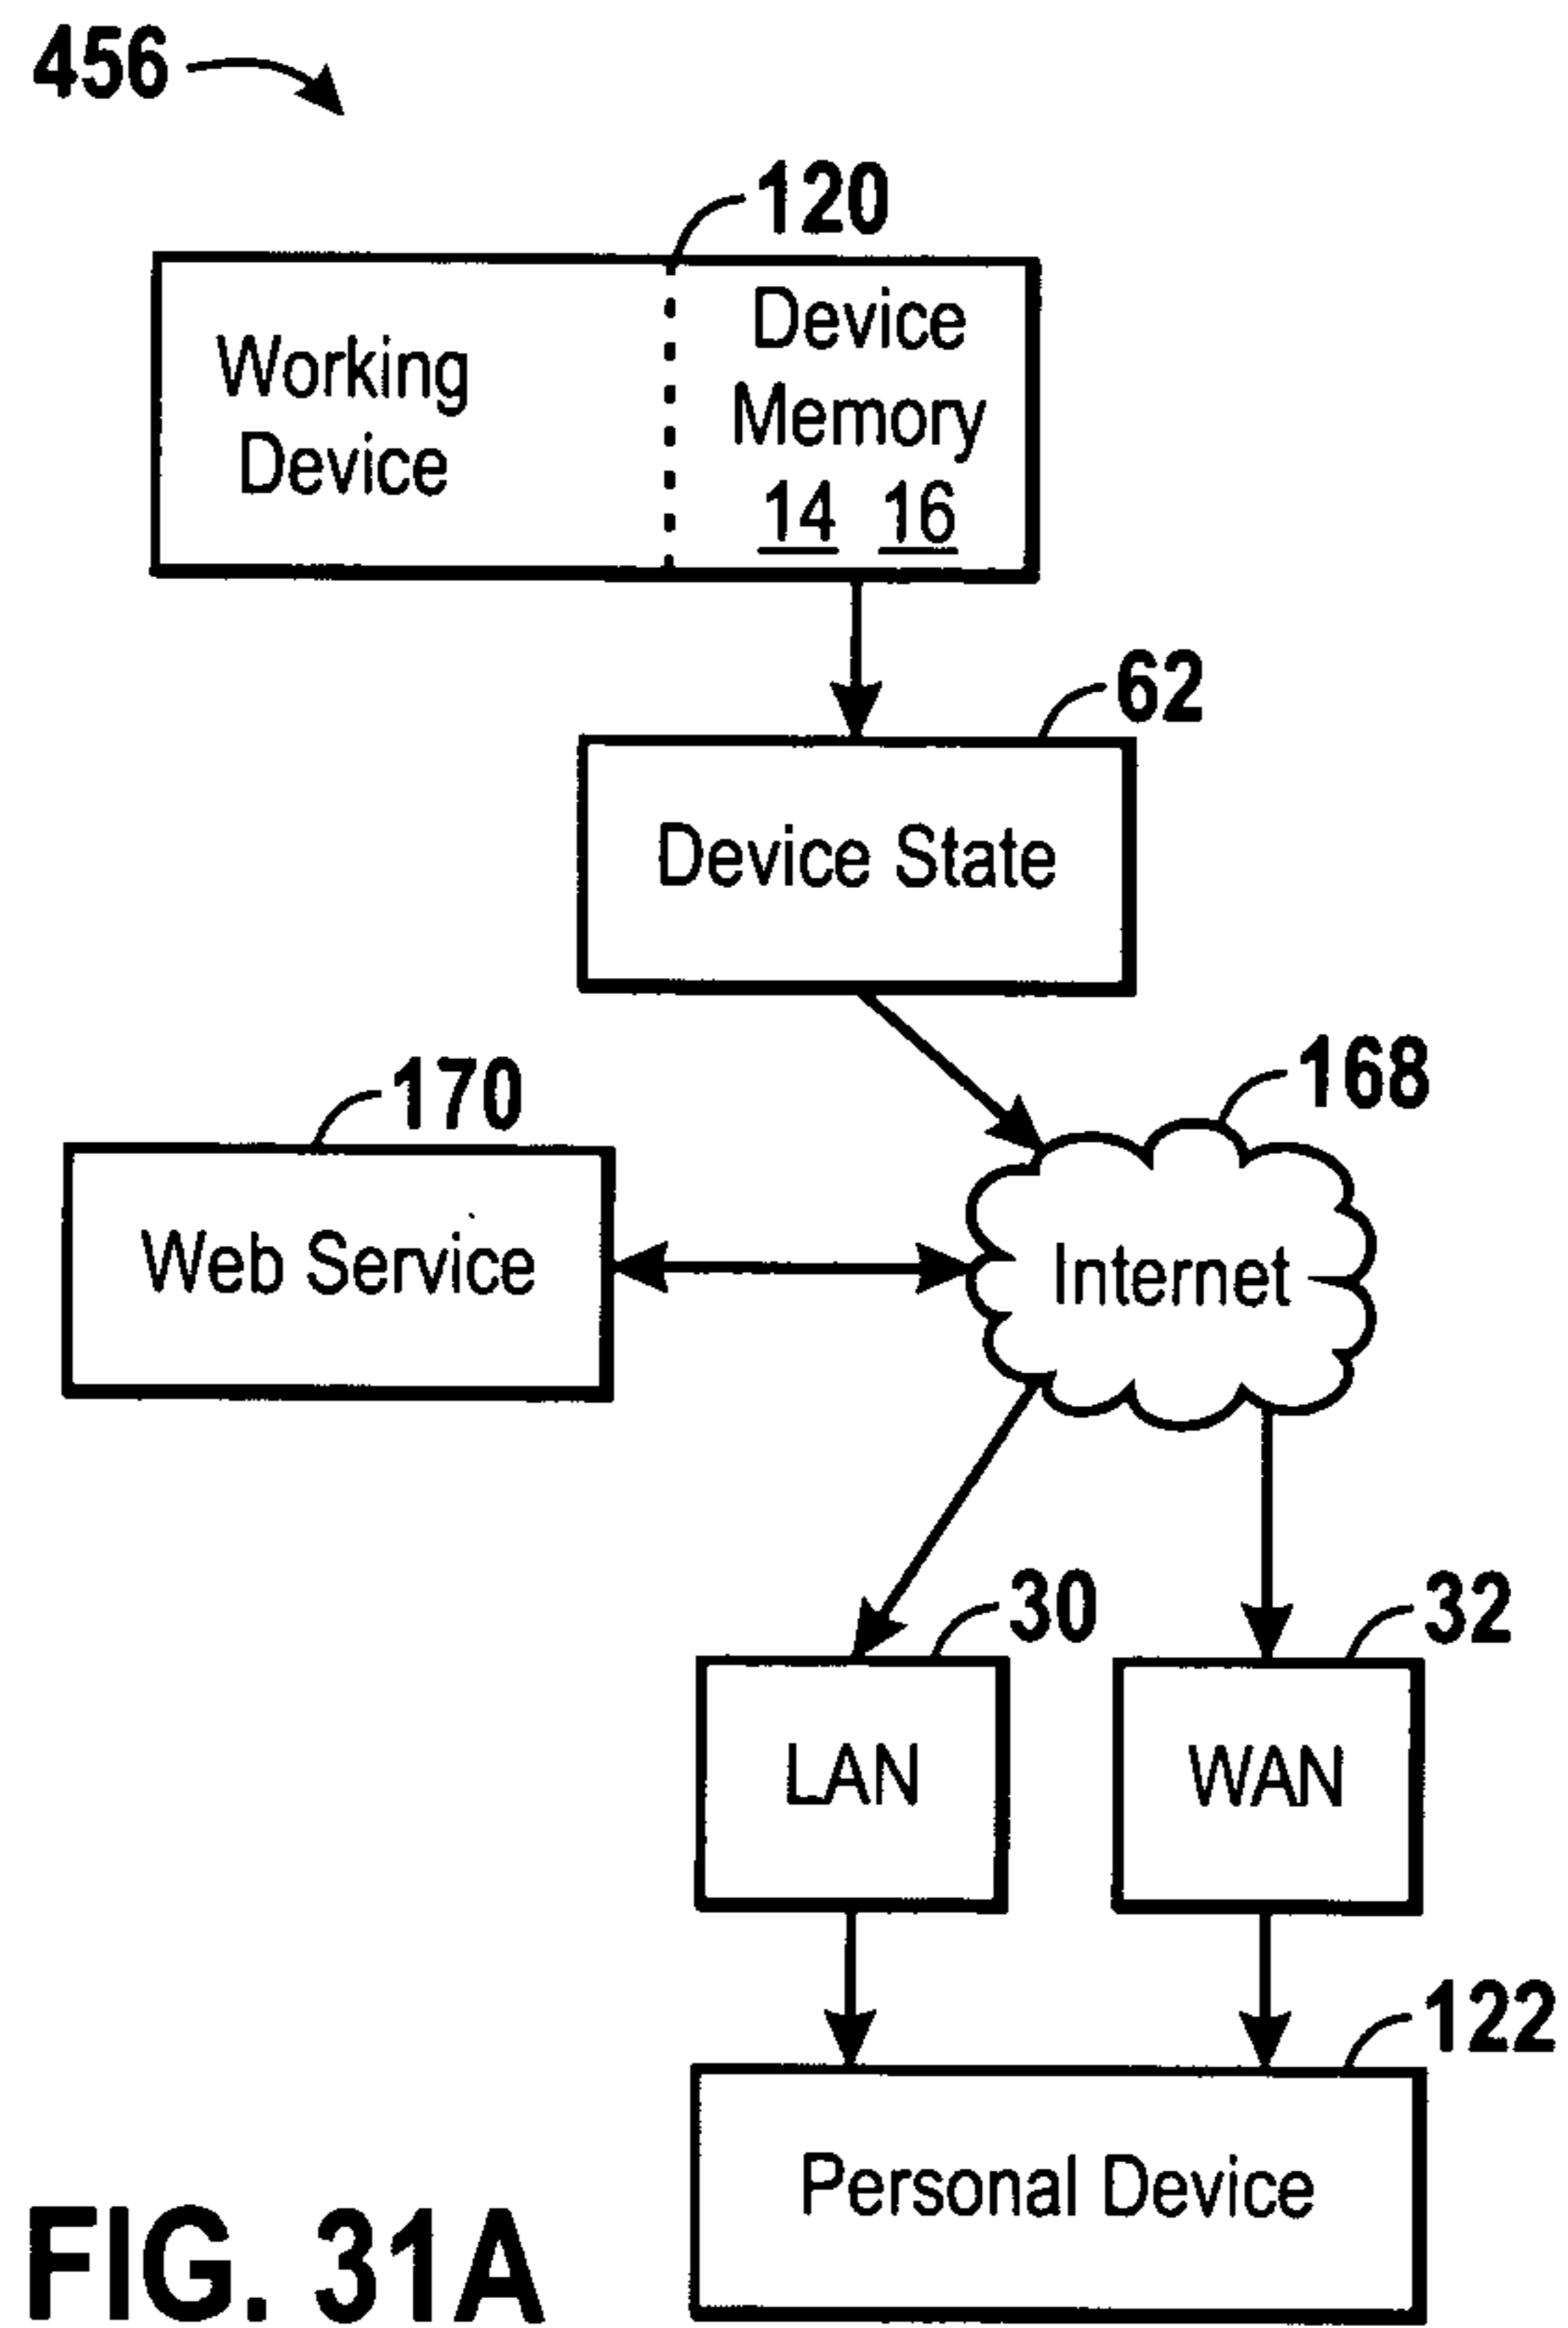 456
120
Working
Device
Device
Memory
14 16
62
Device State
168
170
Web Service
Internet
30
32
LAN
WAN
122
Personal Device
FIG. 31A